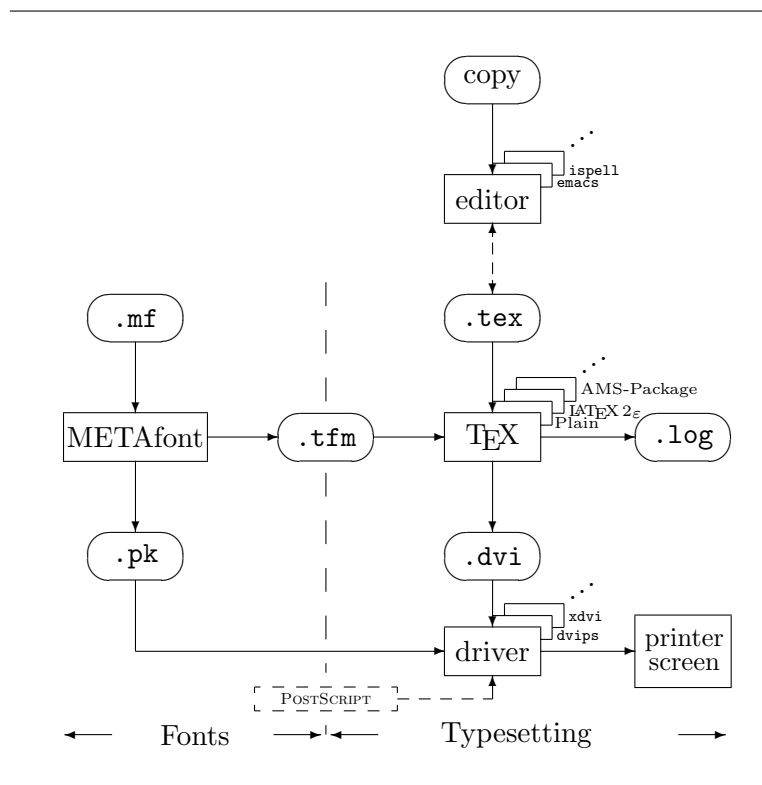 copy
ispell
emacs
editor
.mf
.tex
AMS-Package
LATEX 2ε
Plain
METAfont
.tfm
TEX
.log
.pk
.dvi
xdvi
dvips
driver
printer
screen
POSTSCRIPT
Fonts
Typesetting